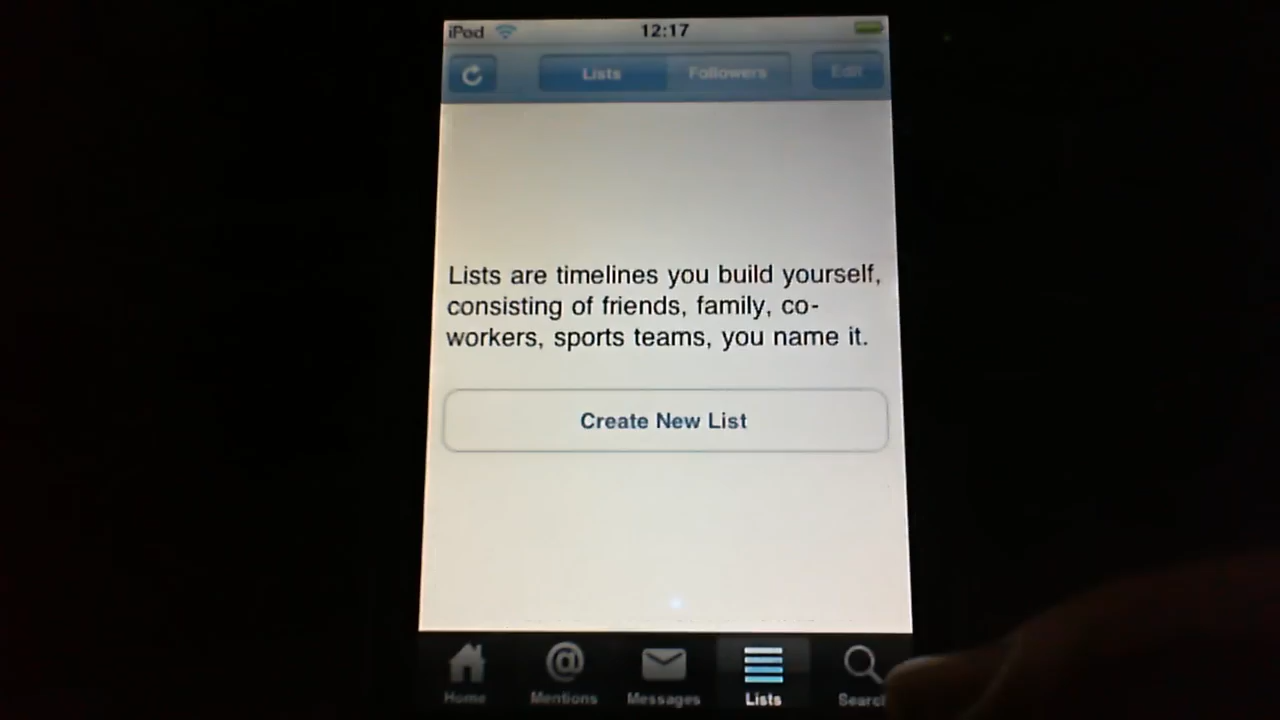 iPod 12:17
Lists Followers Edit
Lists are timelines you build yourself,
consisting of friends, family, co-
workers, sports teams, you name it.
Create New List
Home Mentions Messages Lists Search